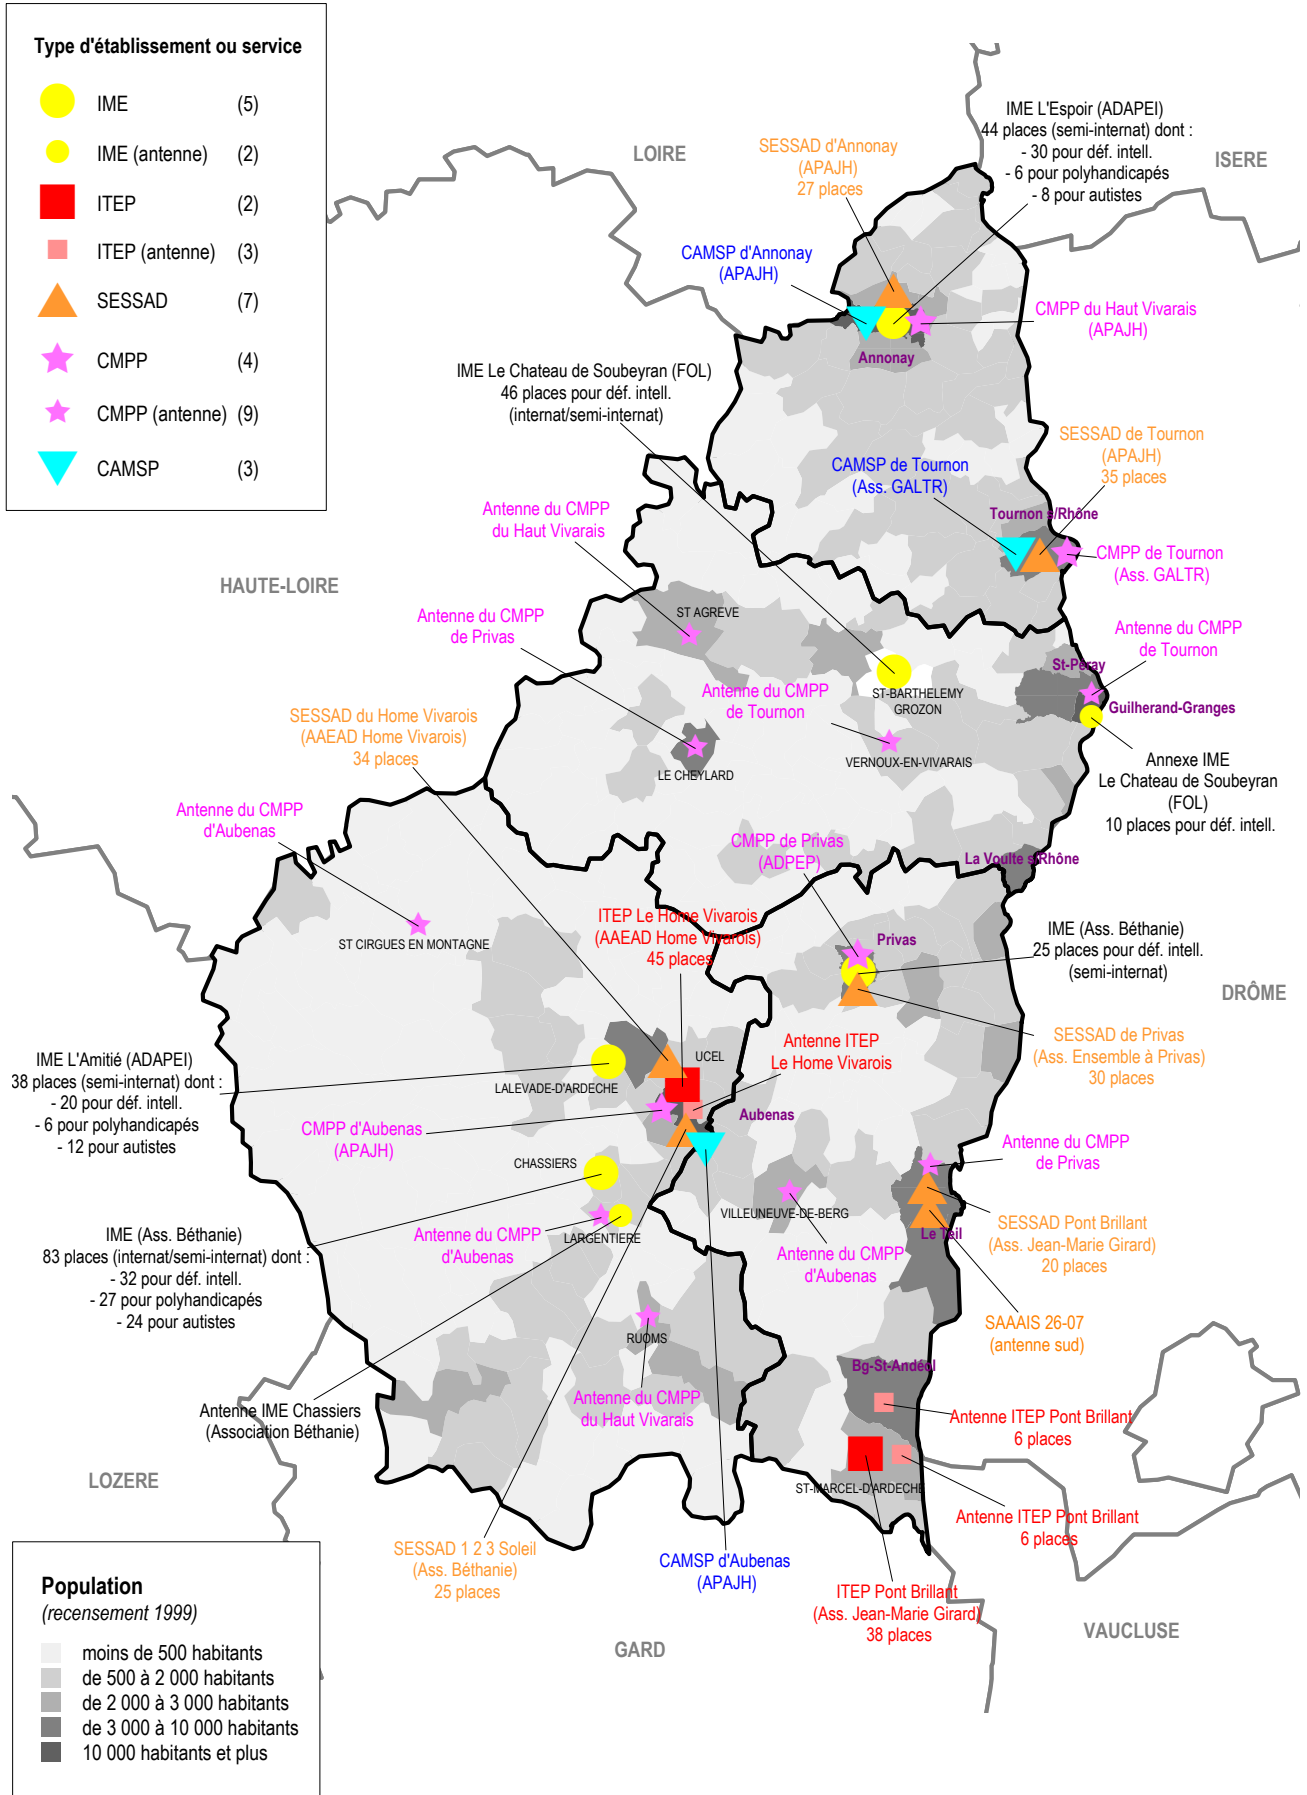 Type d'établissement ou service
IME (5)
IME (antenne) (2)
ITEP (2)
ITEP (antenne) (3)
SESSAD (7)
CMPP (4)
CMPP (antenne) (9)
CAMSP (3)
LOIRE
ISERE
HAUTE-LOIRE
DRÔME
LOZERE
GARD
VAUCLUSE
IME L'Espoir (ADAPEI)
44 places (semi-internat) dont :
- 30 pour déf. intell.
- 6 pour polyhandicapés
- 8 pour autistes
SESSAD d'Annonay
(APAJH)
27 places
CAMSP d'Annonay
(APAJH)
CMPP du Haut Vivarais
(APAJH)
Annonay
IME Le Chateau de Soubeyran (FOL)
46 places pour déf. intell.
(internat/semi-internat)
SESSAD de Tournon
(APAJH)
35 places
CAMSP de Tournon
(Ass. GALTR)
Tournon s/Rhône
CMPP de Tournon
(Ass. GALTR)
Antenne du CMPP
du Haut Vivarais
ST AGREVE
Antenne du CMPP
de Privas
Antenne du CMPP
de Tournon
St-Péray
Guilherand-Granges
ST-BARTHELEMY
GROZON
Antenne du CMPP
de Tournon
VERNOUX-EN-VIVARAIS
LE CHEYLARD
Annexe IME
Le Chateau de Soubeyran
(FOL)
10 places pour déf. intell.
SESSAD du Home Vivarois
(AAEAD Home Vivarois)
34 places
Antenne du CMPP
d'Aubenas
ST CIRGUES EN MONTAGNE
CMPP de Privas
(ADPEP)
La Voulte s/Rhône
ITEP Le Home Vivarois
(AAEAD Home Vivarois)
45 places
Privas
IME (Ass. Béthanie)
25 places pour déf. intell.
(semi-internat)
SESSAD de Privas
(Ass. Ensemble à Privas)
30 places
Antenne ITEP
Le Home Vivarois
IME L'Amitié (ADAPEI)
38 places (semi-internat) dont :
- 20 pour déf. intell.
- 6 pour polyhandicapés
- 12 pour autistes
UCEL
LALEVADE-D'ARDECHE
Aubenas
CMPP d'Aubenas
(APAJH)
CHASSIERS
Antenne du CMPP
de Privas
VILLEUNEUVE-DE-BERG
Le Teil
SESSAD Pont Brillant
(Ass. Jean-Marie Girard)
20 places
IME (Ass. Béthanie)
83 places (internat/semi-internat) dont :
- 32 pour déf. intell.
- 27 pour polyhandicapés
- 24 pour autistes
Antenne du CMPP
d'Aubenas
LARGENTIERE
Antenne du CMPP
d'Aubenas
SAAAIS 26-07
(antenne sud)
RUOMS
Bg-St-Andéol
Antenne du CMPP
du Haut Vivarais
Antenne IME Chassiers
(Association Béthanie)
Antenne ITEP Pont Brillant
6 places
ST-MARCEL-D'ARDECHE
Antenne ITEP Pont Brillant
6 places
SESSAD 1 2 3 Soleil
(Ass. Béthanie)
25 places
CAMSP d'Aubenas
(APAJH)
ITEP Pont Brillant
(Ass. Jean-Marie Girard)
38 places
Population
(recensement 1999)
moins de 500 habitants
de 500 à 2 000 habitants
de 2 000 à 3 000 habitants
de 3 000 à 10 000 habitants
10 000 habitants et plus